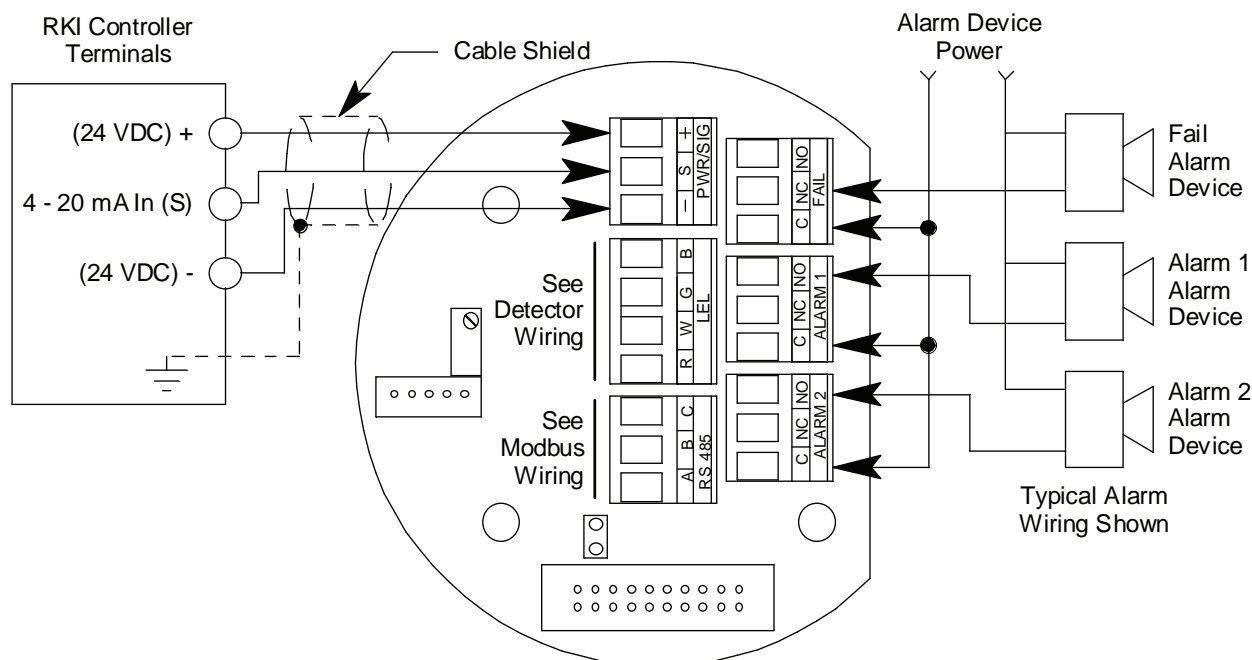 RKI Controller
Terminals
Cable Shield
Alarm Device
Power
(24 VDC) +
4 - 20 mA In (S)
(24 VDC) -
+
S
-
PWR/SIG
NO
NC
C
FAIL
Fail
Alarm
Device
See
Detector
Wiring
B
G
W
R
LEL
NO
NC
C
ALARM 1
Alarm 1
Alarm
Device
See
Modbus
Wiring
C
B
A
RS 485
NO
NC
C
ALARM 2
Alarm 2
Alarm
Device
Typical Alarm
Wiring Shown